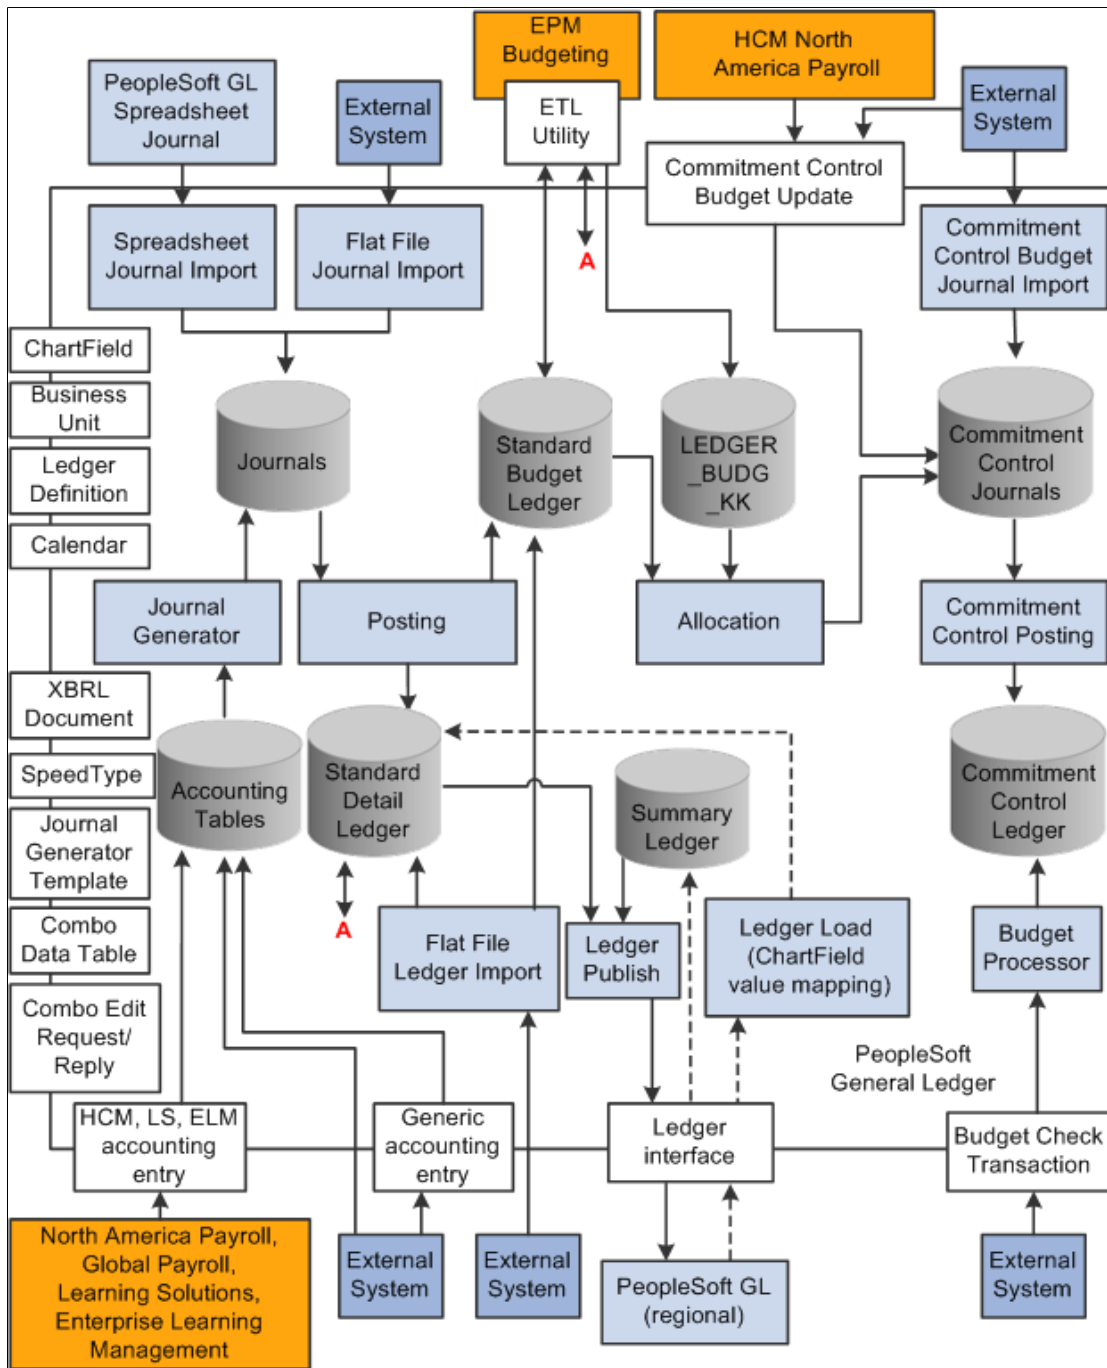 EPM
Budgeting
HCM North
America Payroll
PeopleSoft GL
Spreadsheet
Journal
External
System
ETL
Utility
External
System
Commitment Control
Budget Update
Spreadsheet
Journal Import
Flat File
Journal Import
A
Commitment
Control Budget
Journal Import
ChartField
Business
Unit
Ledger
Definition
Calendar
Journals
Standard
Budget
Ledger
LEDGER
_BUDG
_KK
Commitment
Control
Journals
Journal
Generator
Posting
Allocation
Commitment
Control Posting
XBRL
Document
SpeedType
Journal
Generator
Template
Combo
Data Table
Combo Edit
Request/
Reply
Accounting
Tables
Standard
Detail
Ledger
Summary
Ledger
Commitment
Control
Ledger
A
Flat File
Ledger Import
Ledger
Publish
Ledger Load
(ChartField
value mapping)
Budget
Processor
PeopleSoft
General Ledger
HCM, LS, ELM
accounting
entry
Generic
accounting
entry
Ledger
interface
Budget Check
Transaction
North America Payroll,
Global Payroll,
Learning Solutions,
Enterprise Learning
Management
External
System
External
System
PeopleSoft GL
(regional)
External
System